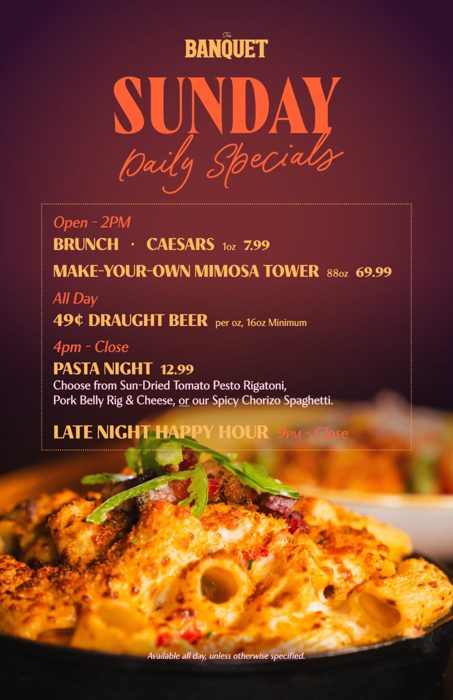 The
BANQUET
SUNDAY
Daily Specials
Open - 2PM
BRUNCH · CAESARS 1oz 7.99
MAKE-YOUR-OWN MIMOSA TOWER 88oz 69.99
All Day
49¢ DRAUGHT BEER per oz, 16oz Minimum
4pm - Close
PASTA NIGHT 12.99
Choose from Sun-Dried Tomato Pesto Rigatoni,
Pork Belly Rig & Cheese, or our Spicy Chorizo Spaghetti.
LATE NIGHT HAPPY HOUR 9PM - Close
Available all day, unless otherwise specified.